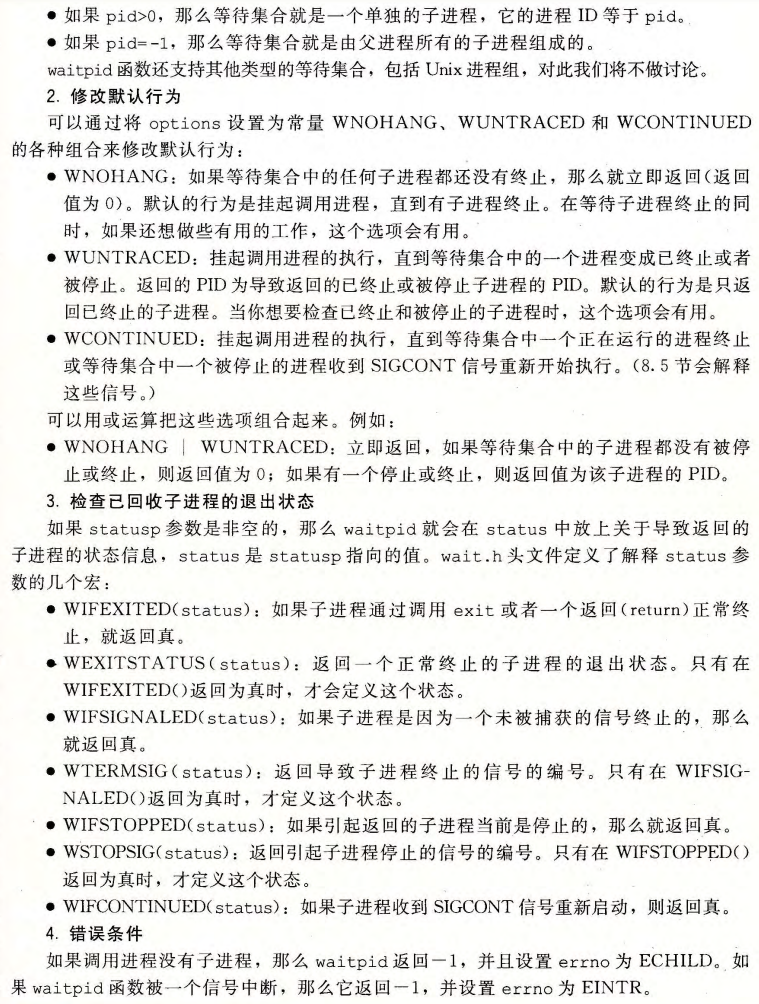 ● 如果 pid>0，那么等待集合就是一个单独的子进程，它的进程 ID 等于 pid。
● 如果 pid=-1，那么等待集合就是由父进程所有的子进程组成的。
waitpid 函数还支持其他类型的等待集合，包括 Unix 进程组，对此我们将不做讨论。
2. 修改默认行为
可以通过将 options 设置为常量 WNOHANG、WUNTRACED 和 WCONTINUED
的各种组合来修改默认行为：
● WNOHANG：如果等待集合中的任何子进程都还没有终止，那么就立即返回(返回
值为 0)。默认的行为是挂起调用进程，直到有子进程终止。在等待子进程终止的同
时，如果还想做些有用的工作，这个选项会有用。
● WUNTRACED：挂起调用进程的执行，直到等待集合中的一个进程变成已终止或者
被停止。返回的 PID 为导致返回的已终止或被停止子进程的 PID。默认的行为是只返
回已终止的子进程。当你想要检查已终止和被停止的子进程时，这个选项会有用。
● WCONTINUED：挂起调用进程的执行，直到等待集合中一个正在运行的进程终止
或等待集合中一个被停止的进程收到 SIGCONT 信号重新开始执行。(8.5 节会解释
这些信号。)
可以用或运算把这些选项组合起来。例如：
● WNOHANG | WUNTRACED：立即返回，如果等待集合中的子进程都没有被停
止或终止，则返回值为 0；如果有一个停止或终止，则返回值为该子进程的 PID。
3. 检查已回收子进程的退出状态
如果 statusp 参数是非空的，那么 waitpid 就会在 status 中放上关于导致返回的
子进程的状态信息，status 是 statusp 指向的值。wait.h 头文件定义了解释 status 参
数的几个宏：
● WIFEXITED(status)：如果子进程通过调用 exit 或者一个返回(return)正常终
止，就返回真。
● WEXITSTATUS(status)：返回一个正常终止的子进程的退出状态。只有在
WIFEXITED()返回为真时，才会定义这个状态。
● WIFSIGNALED(status)：如果子进程是因为一个未被捕获的信号终止的，那么
就返回真。
● WTERMSIG(status)：返回导致子进程终止的信号的编号。只有在 WIFSIG-
NALED()返回为真时，才定义这个状态。
● WIFSTOPPED(status)：如果引起返回的子进程当前是停止的，那么就返回真。
● WSTOPSIG(status)：返回引起子进程停止的信号的编号。只有在 WIFSTOPPED()
返回为真时，才定义这个状态。
● WIFCONTINUED(status)：如果子进程收到 SIGCONT 信号重新启动，则返回真。
4. 错误条件
如果调用进程没有子进程，那么 waitpid 返回－1，并且设置 errno 为 ECHILD。如
果 waitpid 函数被一个信号中断，那么它返回－1，并设置 errno 为 EINTR。